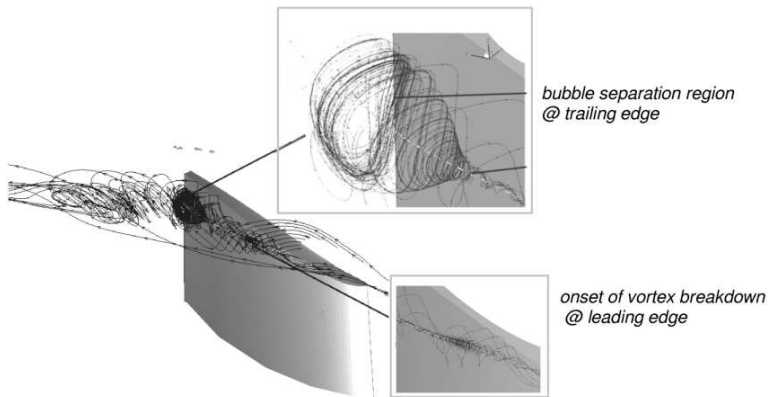 bubble separation region
@ trailing edge
onset of vortex breakdown
@ leading edge